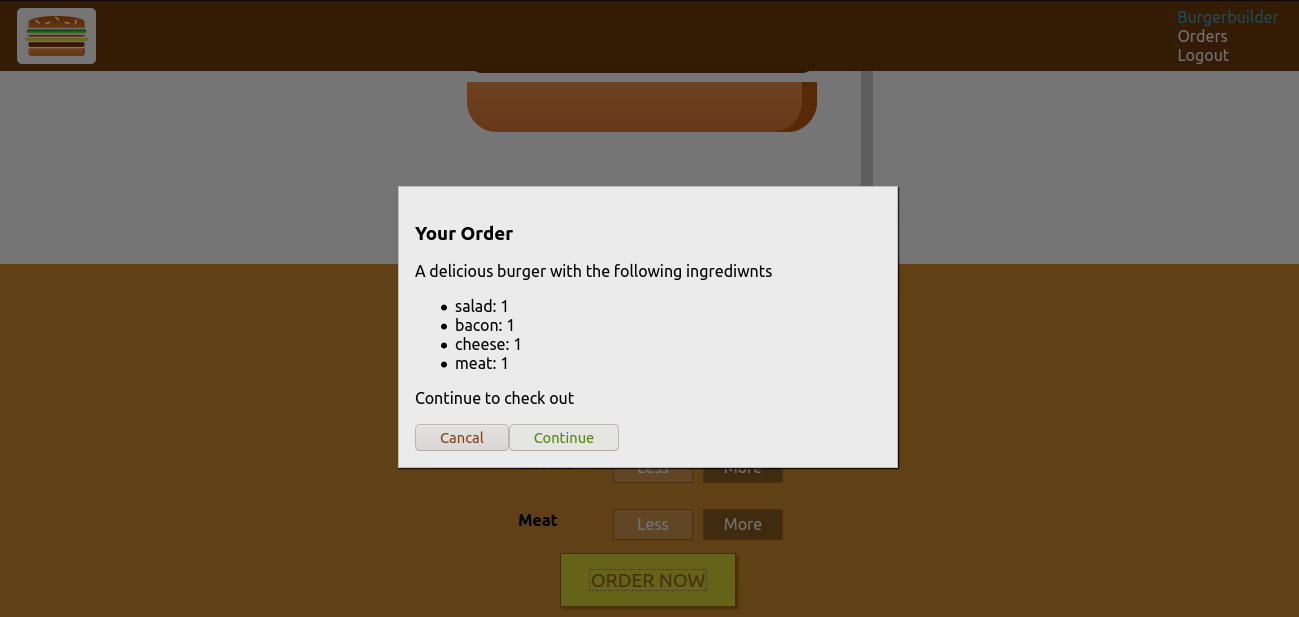 Burgerbuilder
Orders
Logout
Your Order
A delicious burger with the following ingrediwnts
salad: 1
bacon: 1
cheese: 1
meat: 1
Continue to check out
Cancal Continue
Less More
Meat Less More
ORDER NOW